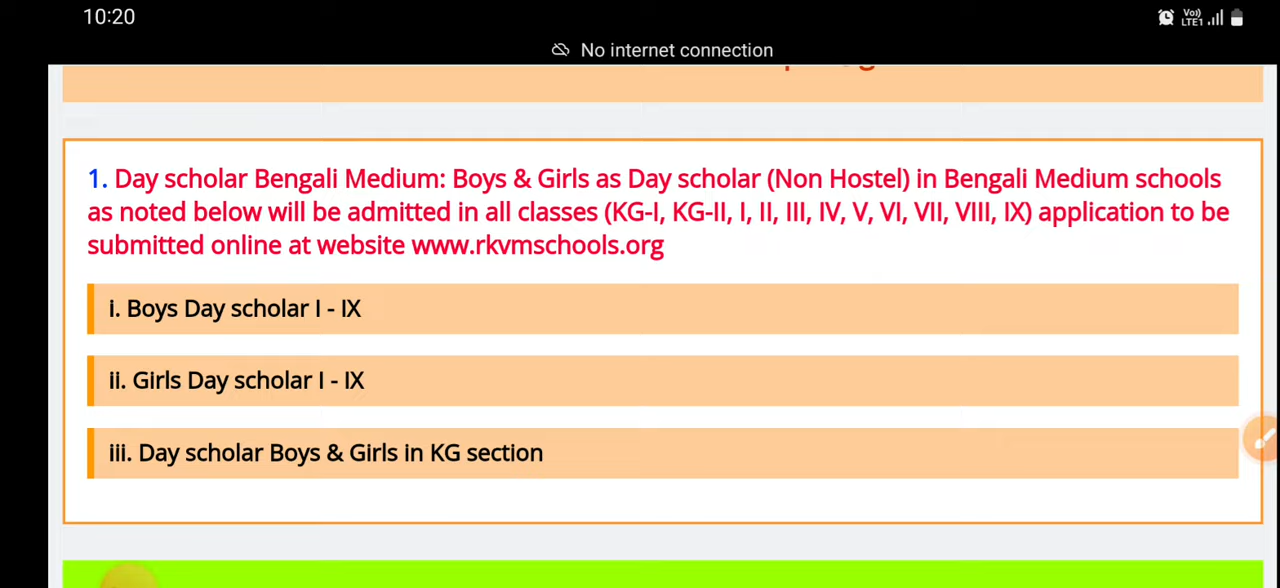 10:20
Vo)) LTE1
No internet connection
1. Day scholar Bengali Medium: Boys & Girls as Day scholar (Non Hostel) in Bengali Medium schools
as noted below will be admitted in all classes (KG-I, KG-II, I, II, III, IV, V, VI, VII, VIII, IX) application to be
submitted online at website www.rkvmschools.org
i. Boys Day scholar I - IX
ii. Girls Day scholar I - IX
iii. Day scholar Boys & Girls in KG section